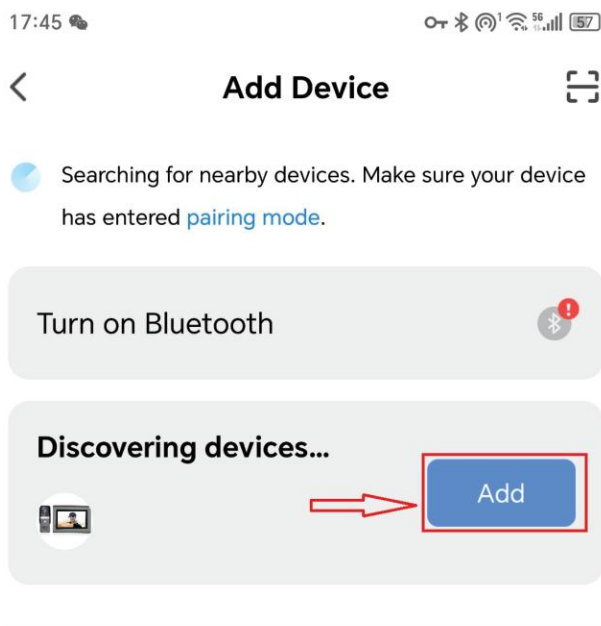 17:45
1 5G 57
Add Device
Searching for nearby devices. Make sure your device
has entered pairing mode.
Turn on Bluetooth
!
Discovering devices...
Add